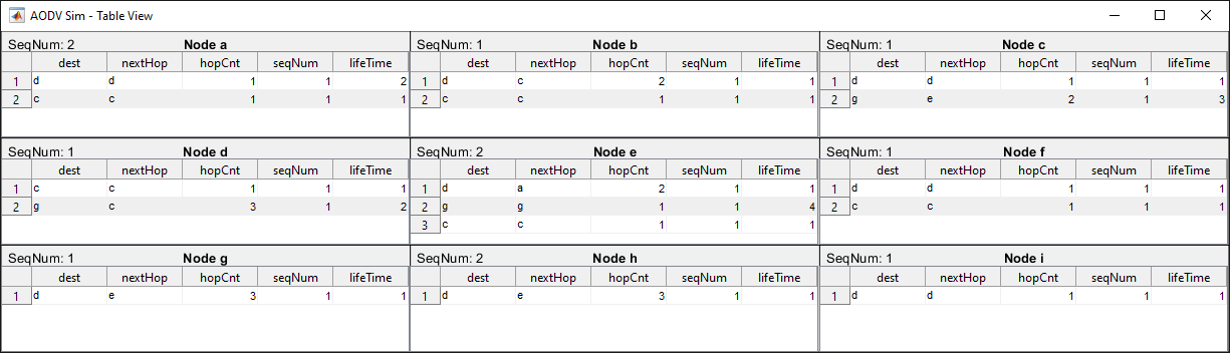 AODV Sim - Table View
SeqNum: 2 Node a
dest nextHop hopCnt seqNum lifeTime
1 d d 1 1 2
2 c c 1 1 1
SeqNum: 1 Node b
dest nextHop hopCnt seqNum lifeTime
1 d c 2 1 1
2 c c 1 1 1
SeqNum: 1 Node c
dest nextHop hopCnt seqNum lifeTime
1 d d 1 1 1
2 g e 2 1 3
SeqNum: 1 Node d
dest nextHop hopCnt seqNum lifeTime
1 c c 1 1 1
2 g c 3 1 2
SeqNum: 2 Node e
dest nextHop hopCnt seqNum lifeTime
1 d a 2 1 1
2 g g 1 1 4
3 c c 1 1 1
SeqNum: 1 Node f
dest nextHop hopCnt seqNum lifeTime
1 d d 1 1 1
2 c c 1 1 1
SeqNum: 1 Node g
dest nextHop hopCnt seqNum lifeTime
1 d e 3 1 1
SeqNum: 2 Node h
dest nextHop hopCnt seqNum lifeTime
1 d e 3 1 1
SeqNum: 1 Node i
dest nextHop hopCnt seqNum lifeTime
1 d d 1 1 1